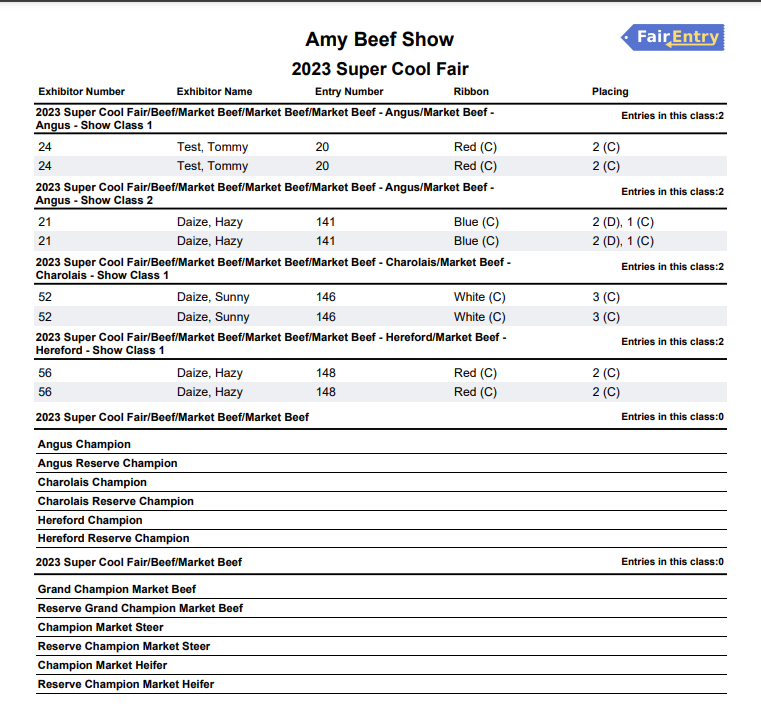 Amy Beef Show
FairEntry
2023 Super Cool Fair
Exhibitor Number Exhibitor Name Entry Number Ribbon Placing
2023 Super Cool Fair/Beef/Market Beef/Market Beef/Market Beef - Angus/Market Beef - Entries in this class:2
Angus - Show Class 1
24 Test, Tommy 20 Red (C) 2 (C)
24 Test, Tommy 20 Red (C) 2 (C)
2023 Super Cool Fair/Beef/Market Beef/Market Beef/Market Beef - Angus/Market Beef - Entries in this class:2
Angus - Show Class 2
21 Daize, Hazy 141 Blue (C) 2 (D), 1 (C)
21 Daize, Hazy 141 Blue (C) 2 (D), 1 (C)
2023 Super Cool Fair/Beef/Market Beef/Market Beef/Market Beef - Charolais/Market Beef - Entries in this class:2
Charolais - Show Class 1
52 Daize, Sunny 146 White (C) 3 (C)
52 Daize, Sunny 146 White (C) 3 (C)
2023 Super Cool Fair/Beef/Market Beef/Market Beef/Market Beef - Hereford/Market Beef - Entries in this class:2
Hereford - Show Class 1
56 Daize, Hazy 148 Red (C) 2 (C)
56 Daize, Hazy 148 Red (C) 2 (C)
2023 Super Cool Fair/Beef/Market Beef/Market Beef Entries in this class:0
Angus Champion
Angus Reserve Champion
Charolais Champion
Charolais Reserve Champion
Hereford Champion
Hereford Reserve Champion
2023 Super Cool Fair/Beef/Market Beef Entries in this class:0
Grand Champion Market Beef
Reserve Grand Champion Market Beef
Champion Market Steer
Reserve Champion Market Steer
Champion Market Heifer
Reserve Champion Market Heifer